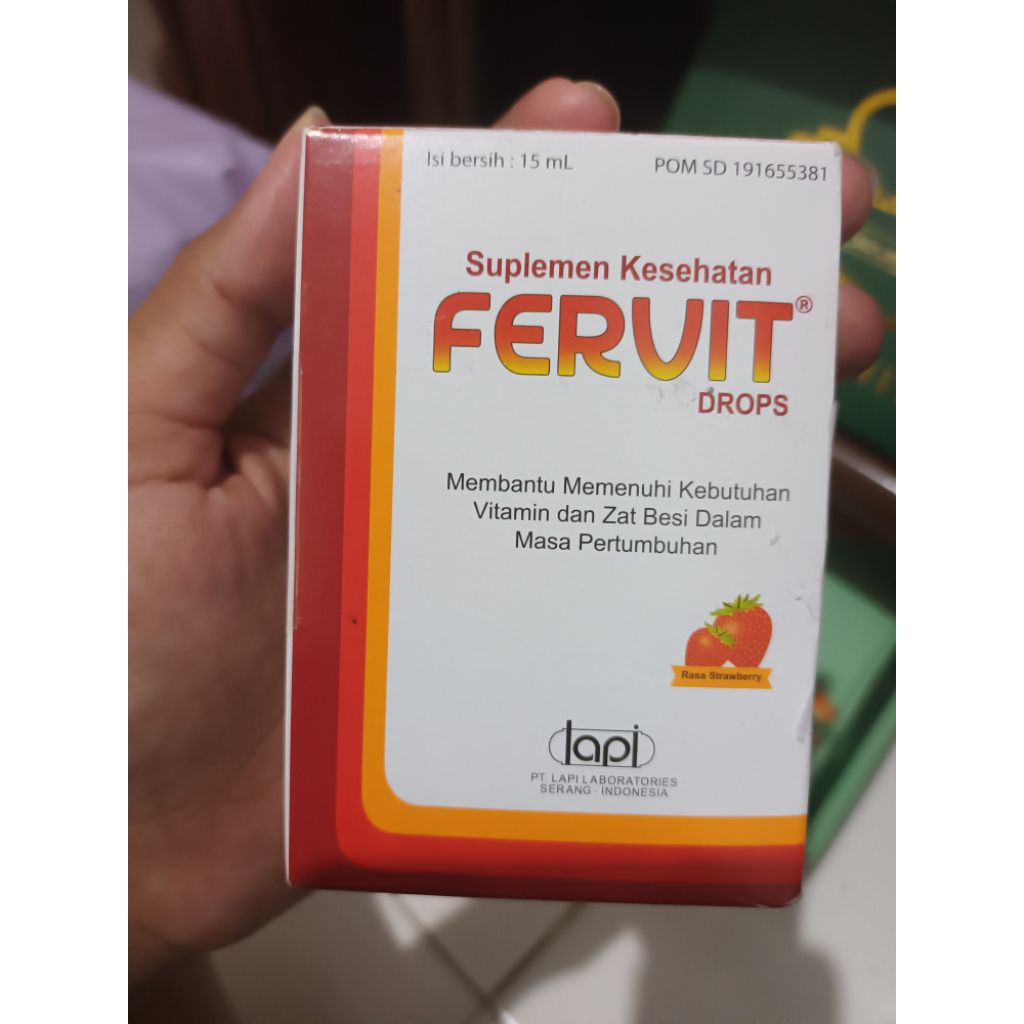 Isi bersih : 15 mL
POM SD 191655381
Suplemen Kesehatan
FERVIT®
DROPS
Membantu Memenuhi Kebutuhan
Vitamin dan Zat Besi Dalam
Masa Pertumbuhan
Rasa Strawberry
lapi
PT. LAPI LABORATORIES
SERANG - INDONESIA